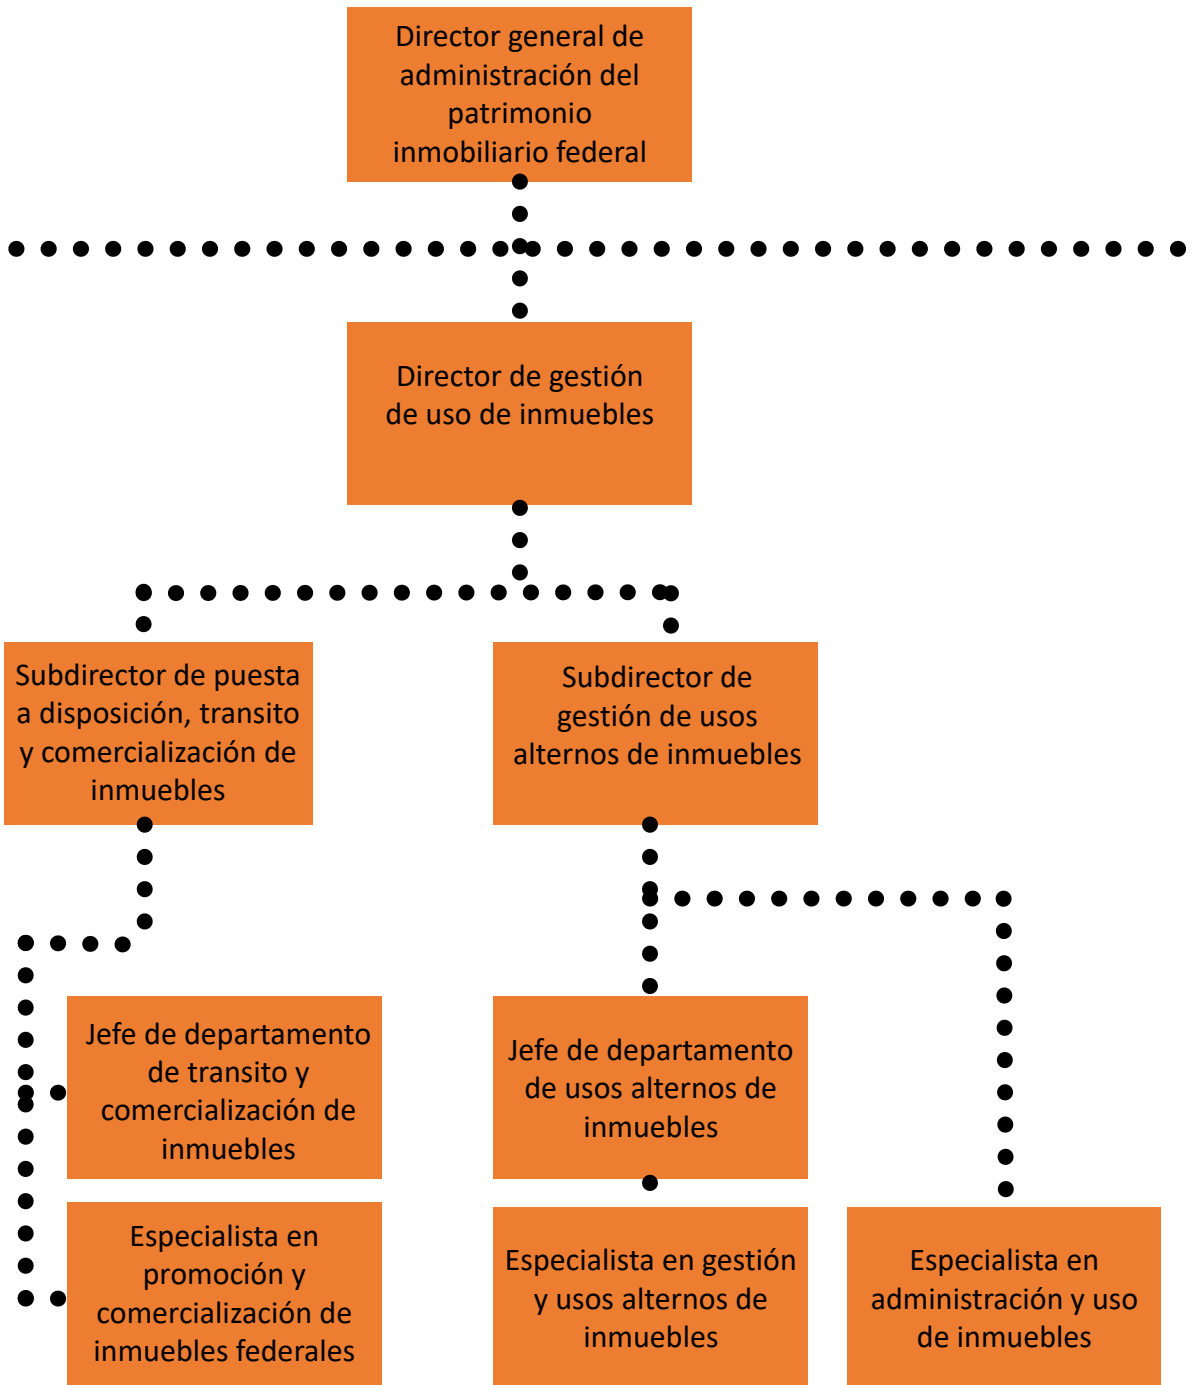 Director general de
administración del
patrimonio
inmobiliario federal
Director de gestión
de uso de inmuebles
Subdirector de puesta
a disposición, transito
y comercialización de
inmuebles
Subdirector de
gestión de usos
alternos de inmuebles
Jefe de departamento
de transito y
comercialización de
inmuebles
Jefe de departamento
de usos alternos de
inmuebles
Especialista en
promoción y
comercialización de
inmuebles federales
Especialista en gestión
y usos alternos de
inmuebles
Especialista en
administración y uso
de inmuebles